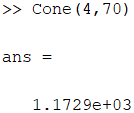 >> Cone(4,70)
ans =
1.1729e+03